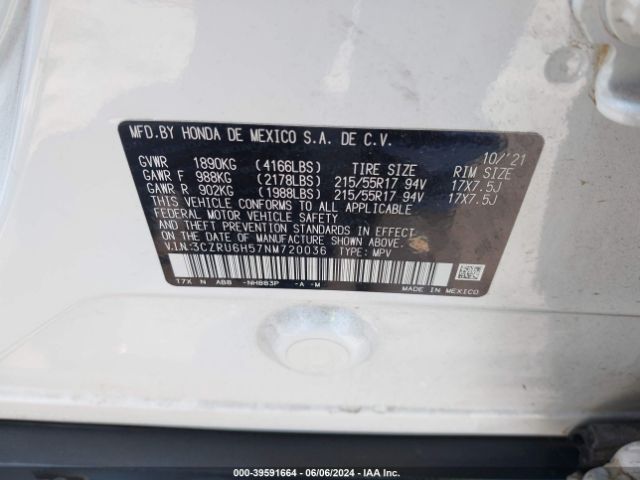 MFD.BY HONDA DE MEXICO S.A. DE C.V.
10/'21
GVWR 1890KG (4166LBS) TIRE SIZE RIM SIZE
GAWR F 988KG (2178LBS) 215/55R17 94V 17X7.5J
GAWR R 902KG (1988LBS) 215/55R17 94V 17X7.5J
THIS VEHICLE CONFORMS TO ALL APPLICABLE
FEDERAL MOTOR VEHICLE SAFETY
AND THEFT PREVENTION STANDARDS IN EFFECT
ON THE DATE OF MANUFACTURE SHOWN ABOVE.
V.I.N: 3CZRU6H57NM720036 TYPE: MPV
17X N AB8 -NH883P -A -M
MADE IN MEXICO
000-39591664 - 06/06/2024 - IAA Inc.